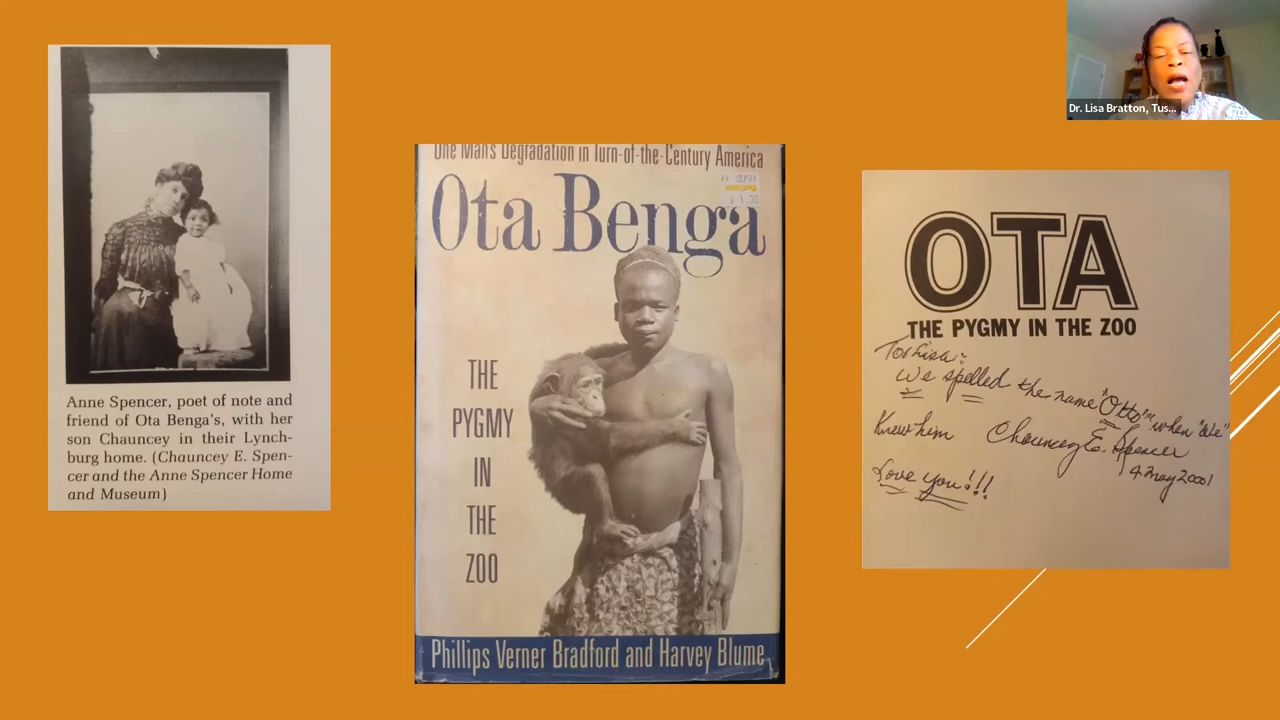 Dr. Lisa Bratton, Tus...
One Man's Degradation in Turn-of-the-Century America
12/01
$ 1.00
Ota Benga
THE
PYGMY
IN
THE
ZOO
Phillips Verner Bradford and Harvey Blume
Anne Spencer, poet of note and
friend of Ota Benga's, with her
son Chauncey in their Lynch-
burg home. (Chauncey E. Spen-
cer and the Anne Spencer Home
and Museum)
OTA
THE PYGMY IN THE ZOO
To Lisa:
We spelled the name "Otto" when "We"
Knew him Chauncey E. Spencer
4 May 2001
Love you!!!